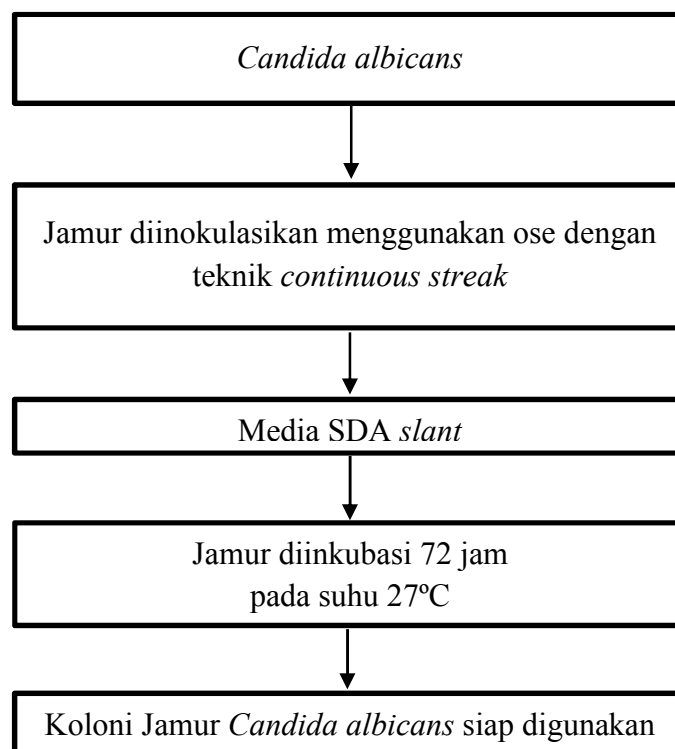 Candida albicans
Jamur diinokulasikan menggunakan ose dengan
teknik continuous streak
Media SDA slant
Jamur diinkubasi 72 jam
pada suhu 27ºC
Koloni Jamur Candida albicans siap digunakan